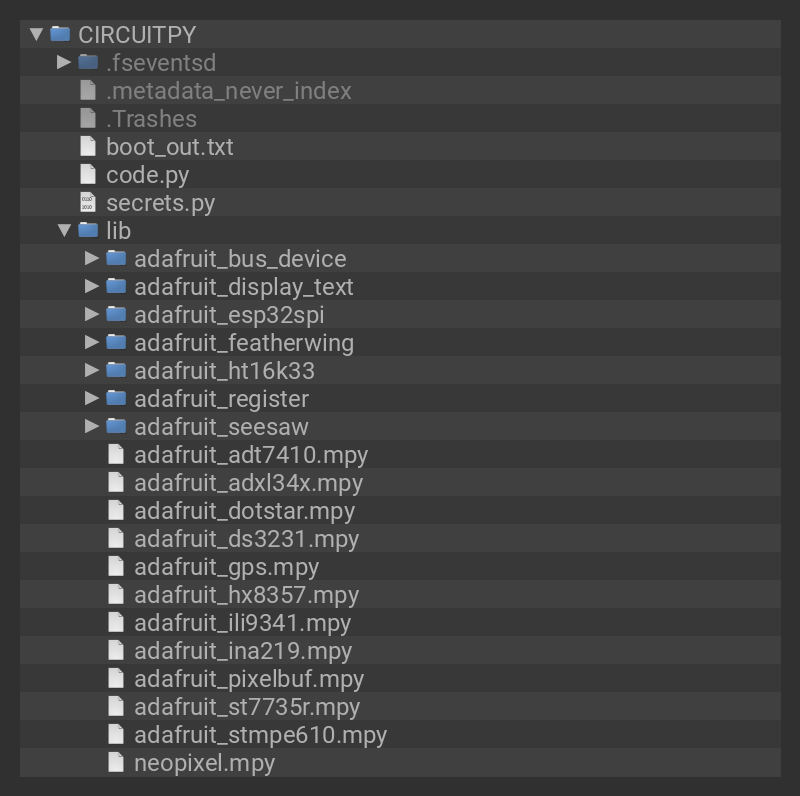 CIRCUITPY
.fseventsd
.metadata_never_index
.Trashes
boot_out.txt
code.py
secrets.py
lib
adafruit_bus_device
adafruit_display_text
adafruit_esp32spi
adafruit_featherwing
adafruit_ht16k33
adafruit_register
adafruit_seesaw
adafruit_adt7410.mpy
adafruit_adxl34x.mpy
adafruit_dotstar.mpy
adafruit_ds3231.mpy
adafruit_gps.mpy
adafruit_hx8357.mpy
adafruit_ili9341.mpy
adafruit_ina219.mpy
adafruit_pixelbuf.mpy
adafruit_st7735r.mpy
adafruit_stmpe610.mpy
neopixel.mpy